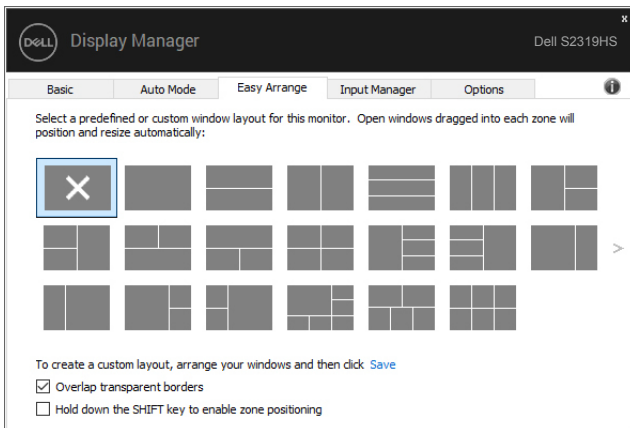 x
DELL Display Manager Dell S2319HS
Basic Auto Mode Easy Arrange Input Manager Options i
Select a predefined or custom window layout for this monitor. Open windows dragged into each zone will
position and resize automatically:
To create a custom layout, arrange your windows and then click Save
Overlap transparent borders
Hold down the SHIFT key to enable zone positioning